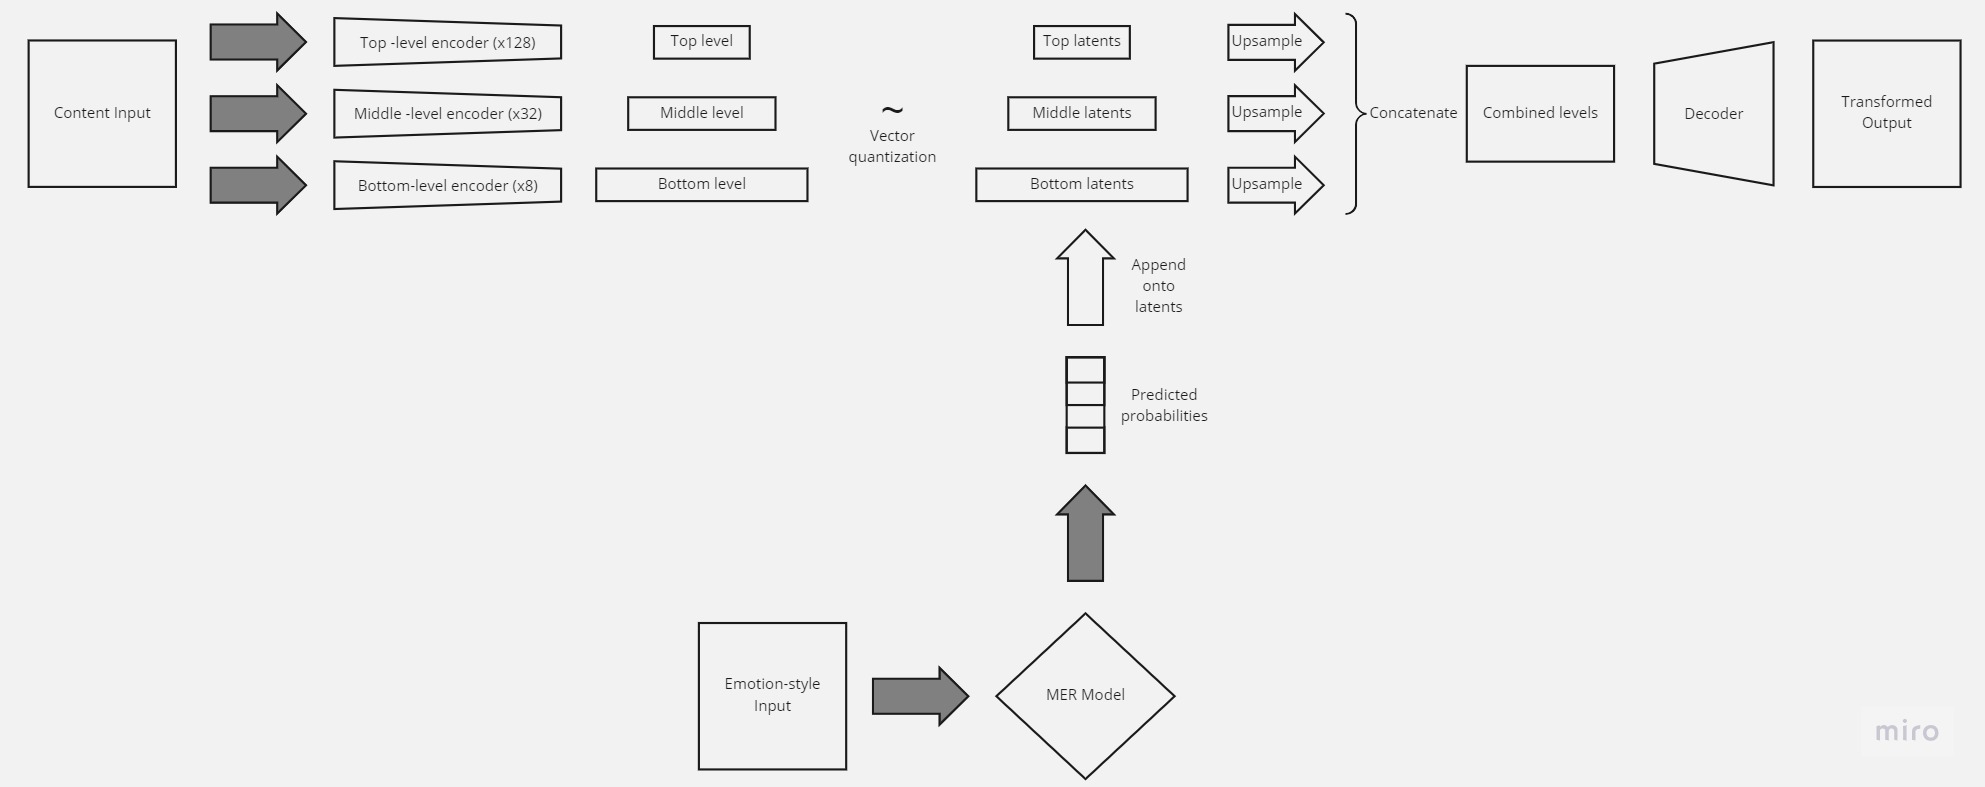 Content Input
Top -level encoder (x128)
Middle -level encoder (x32)
Bottom-level encoder (x8)
Top level
Middle level
Bottom level
~
Vector
quantization
Top latents
Middle latents
Bottom latents
Upsample
Upsample
Upsample
Concatenate
Combined levels
Decoder
Transformed
Output
Append
onto
latents
Predicted
probabilities
Emotion-style
Input
MER Model
miro